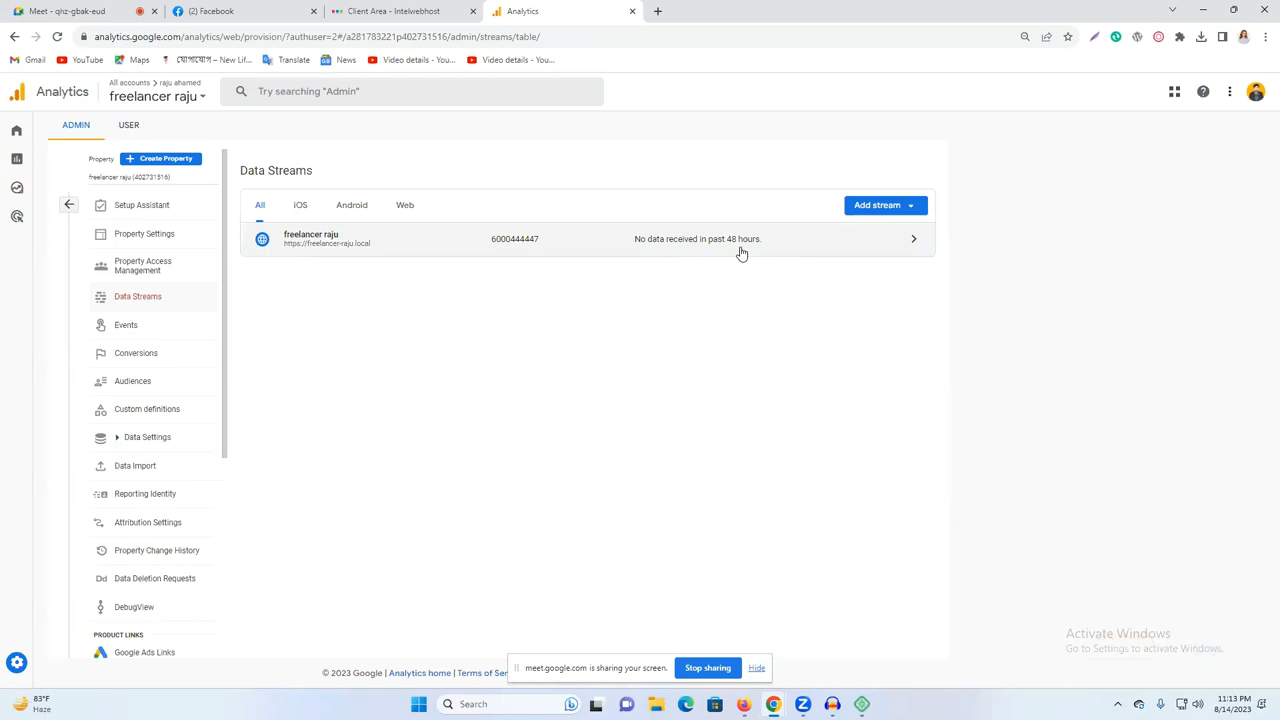 Meet - qhz-gbak-eud
(2) Facebook
Client Area - Intelwebhost
Analytics
analytics.google.com/analytics/web/provision/?authuser=2#/a281783221p402731516/admin/streams/table/
Gmail
YouTube
Maps
যোগাযোগ – New Lif...
Translate
News
Video details - You...
Video details - You...
Analytics
All accounts > raju ahamed
freelancer raju
Try searching "Admin"
ADMIN
USER
Property
Create Property
freelancer raju (402731516)
Setup Assistant
Property Settings
Property Access
Management
Data Streams
Events
Conversions
Audiences
Custom definitions
Data Settings
Data Import
Reporting Identity
Attribution Settings
Property Change History
Dd Data Deletion Requests
DebugView
PRODUCT LINKS
Google Ads Links
Data Streams
All
iOS
Android
Web
Add stream
freelancer raju
https://freelancer-raju.local
6000444447
No data received in past 48 hours.
Activate Windows
Go to Settings to activate Windows.
© 2023 Google | Analytics home | Terms of Ser
meet.google.com is sharing your screen.
Stop sharing
Hide
83°F
Haze
Search
11:13 PM
8/14/2023